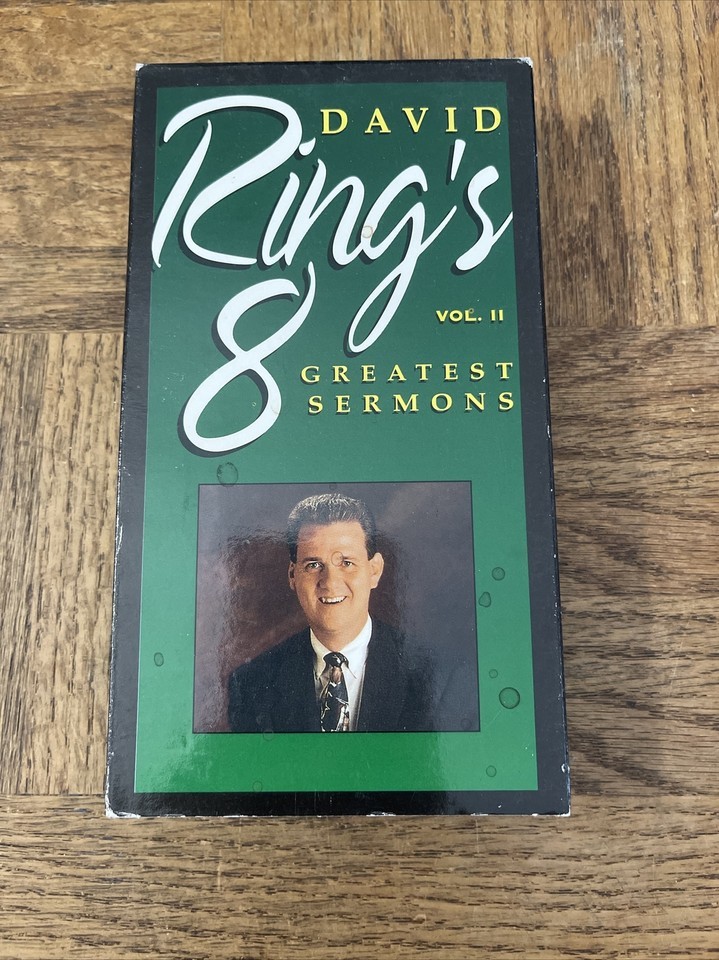 DAVID
Ring's
8
VOL. II
GREATEST
SERMONS